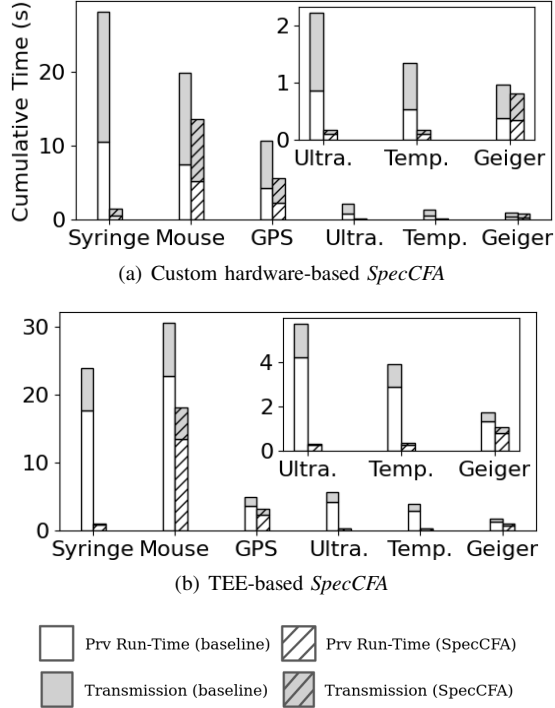 Cumulative Time (s)
20
10
0
2
1
0
Ultra. Temp. Geiger
Syringe Mouse GPS Ultra. Temp. Geiger
(a) Custom hardware-based SpecCFA
30
20
10
0
4
2
0
Ultra. Temp. Geiger
Syringe Mouse GPS Ultra. Temp. Geiger
(b) TEE-based SpecCFA
Prv Run-Time (baseline) Prv Run-Time (SpecCFA)
Transmission (baseline) Transmission (SpecCFA)